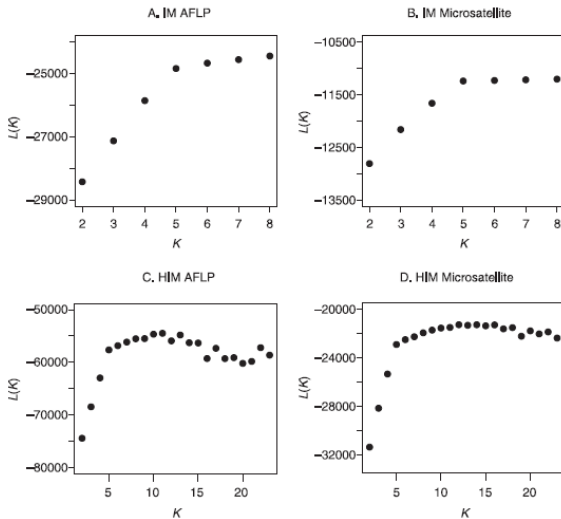 A. IM AFLP
B. IM Microsatellite
L(K)
−25000
−27000
−29000
2 3 4 5 6 7 8
K
L(K)
−10500
−11500
−12500
−13500
2 3 4 5 6 7 8
K
C. HIM AFLP
D. HIM Microsatellite
L(K)
−50000
−60000
−70000
−80000
5 10 15 20
K
L(K)
−20000
−24000
−28000
−32000
5 10 15 20
K